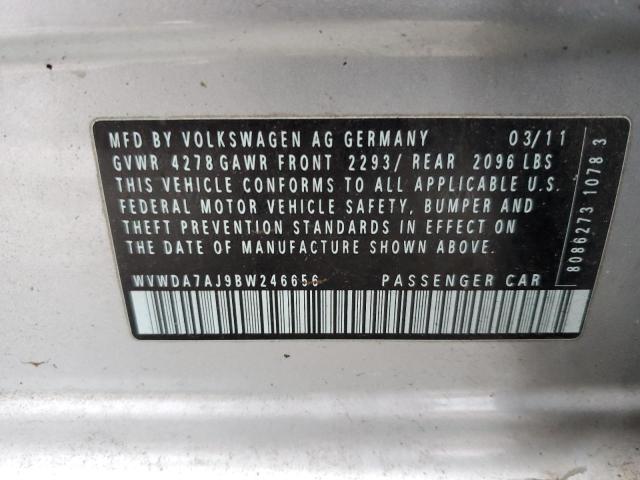 MFD BY VOLKSWAGEN AG GERMANY 03/11
GVWR 4278 GAWR FRONT 2293/ REAR 2096 LBS
THIS VEHICLE CONFORMS TO ALL APPLICABLE U.S.
FEDERAL MOTOR VEHICLE SAFETY, BUMPER AND
THEFT PREVENTION STANDARDS IN EFFECT ON
THE DATE OF MANUFACTURE SHOWN ABOVE.
WVWDA7AJ9BW246656 PASSENGER CAR
8086273 1078 3